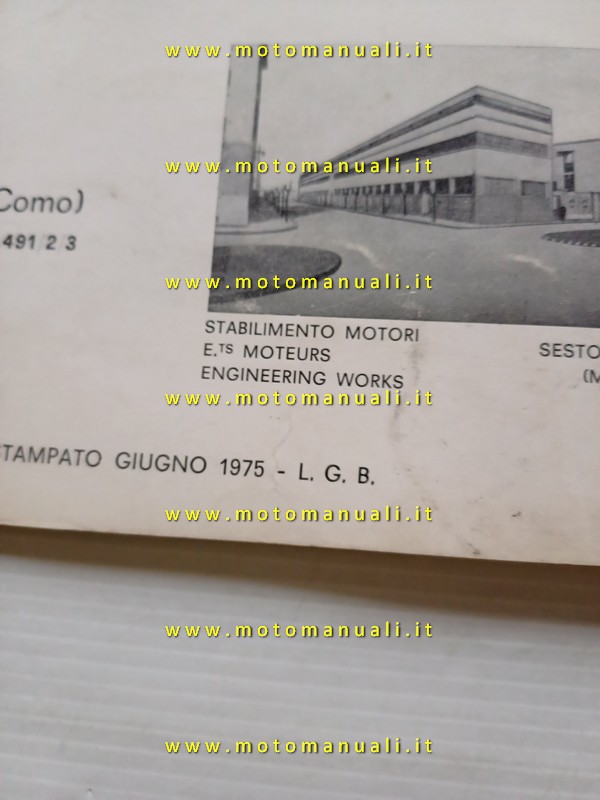 www.motomanuali.it
www.motomanuali.it
Como)
491/2/3
www.motomanuali.it
STABILIMENTO MOTORI
E.TS MOTEURS
ENGINEERING WORKS
SESTO
(M
www.motomanuali.it
STAMPATO GIUGNO 1975 - L. G. B.
www.motomanuali.it
www.motomanuali.it
www.motomanuali.it